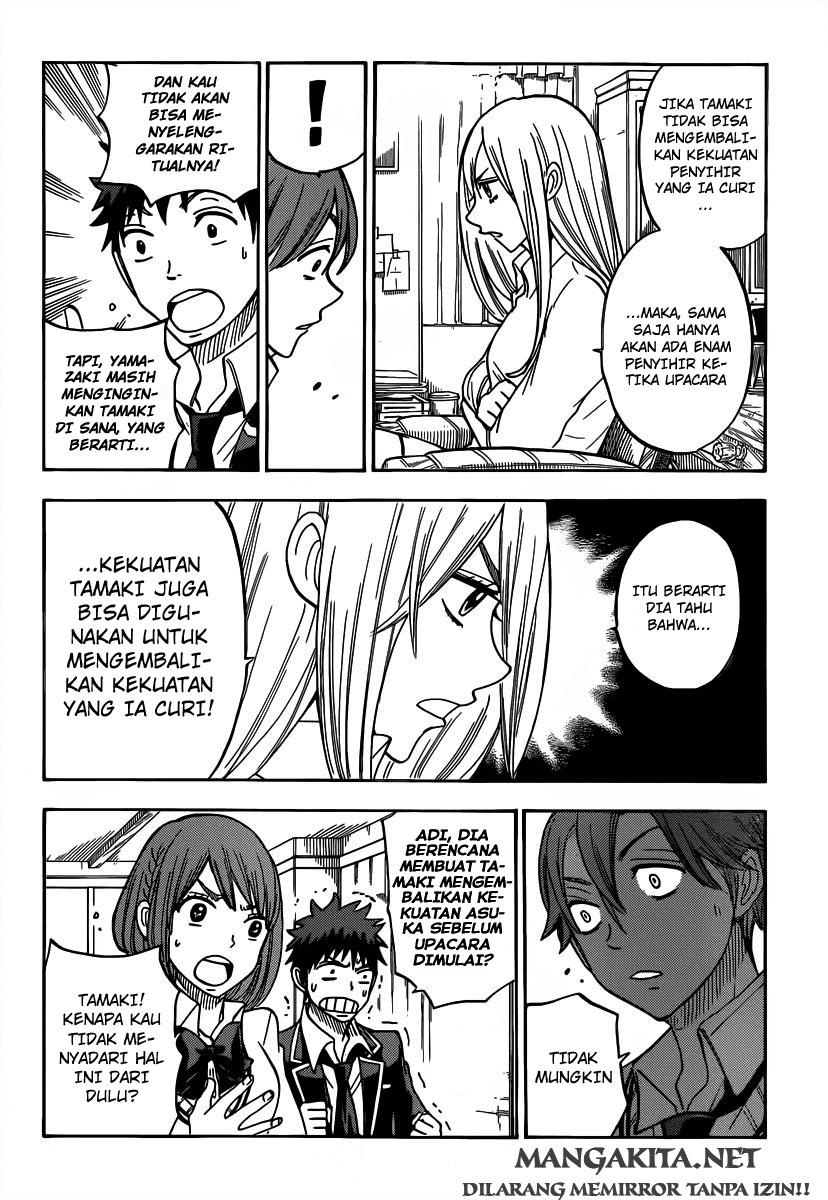 JIKA TAMAKI
TIDAK BISA
MENGEMBALI-
KAN KEKUATAN
PENYIHIR
YANG IA CURI
...
...MAKA, SAMA
SAJA HANYA
AKAN ADA ENAM
PENYIHIR KE-
TIKA UPACARA
!
DAN KAU
TIDAK AKAN
BISA ME-
NYELENG-
GARAKAN RI-
TUALNYA!
TAPI, YAMA-
ZAKI MASIH
MENGINGIN-
KAN TAMAKI
DI SANA, YANG
BERARTI...
ITU BERARTI
DIA TAHU
BAHWA...
...KEKUATAN
TAMAKI JUGA
BISA DIGU-
NAKAN UNTUK
MENGEMBALI-
KAN KEKUATAN
YANG IA CURI!
TIDAK
MUNGKIN
ADI, DIA
BERENCANA
MEMBUAT TA-
MAKI MENGEM-
BALIKAN KE-
KUATAN ASU-
KA SEBELUM
UPACARA
DIMULAI?
TAMAKI!
KENAPA KAU
TIDAK ME-
NYADARI HAL
INI DARI
DULU?
MANGAKITA.NET
DILARANG MEMIRROR TANPA IZIN!!